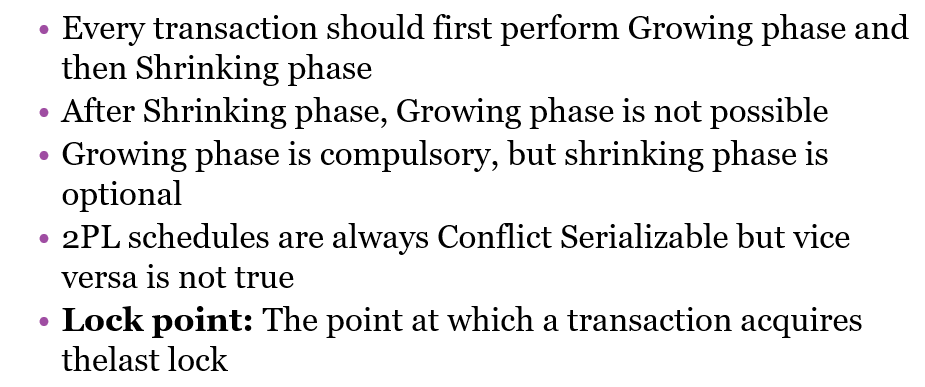 • Every transaction should first perform Growing phase and
then Shrinking phase
• After Shrinking phase, Growing phase is not possible
• Growing phase is compulsory, but shrinking phase is
optional
• 2PL schedules are always Conflict Serializable but vice
versa is not true
• Lock point: The point at which a transaction acquires
thelast lock